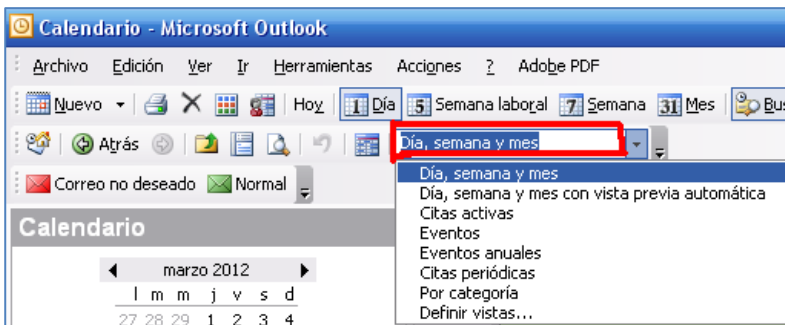 Calendario - Microsoft Outlook
Archivo Edición Ver Ir Herramientas Acciones ? Adobe PDF
Nuevo Hoy 1 Día 5 Semana laboral 7 Semana 31 Mes Bus
Atrás Día, semana y mes
Correo no deseado Normal
Día, semana y mes
Día, semana y mes con vista previa automática
Citas activas
Eventos
Eventos anuales
Citas periódicas
Por categoría
Definir vistas...
Calendario
marzo 2012
l m m j v s d
27 28 29 1 2 3 4